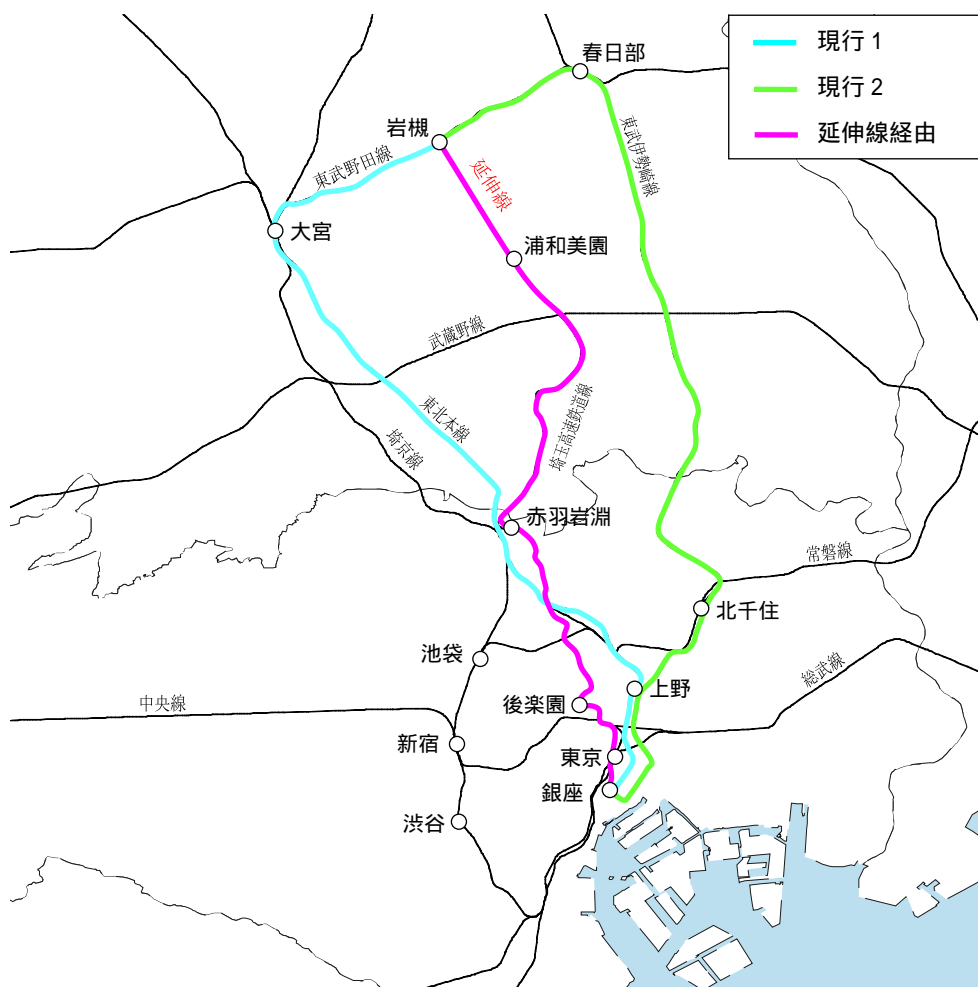 現行1
現行2
延伸線経由
春日部
岩槻
東武野田線
延伸線
東武伊勢崎線
大宮
浦和美園
武蔵野線
東北本線
埼玉高速鉄道線
埼京線
赤羽岩淵
常磐線
北千住
池袋
総武線
上野
中央線
後楽園
新宿
東京
銀座
渋谷